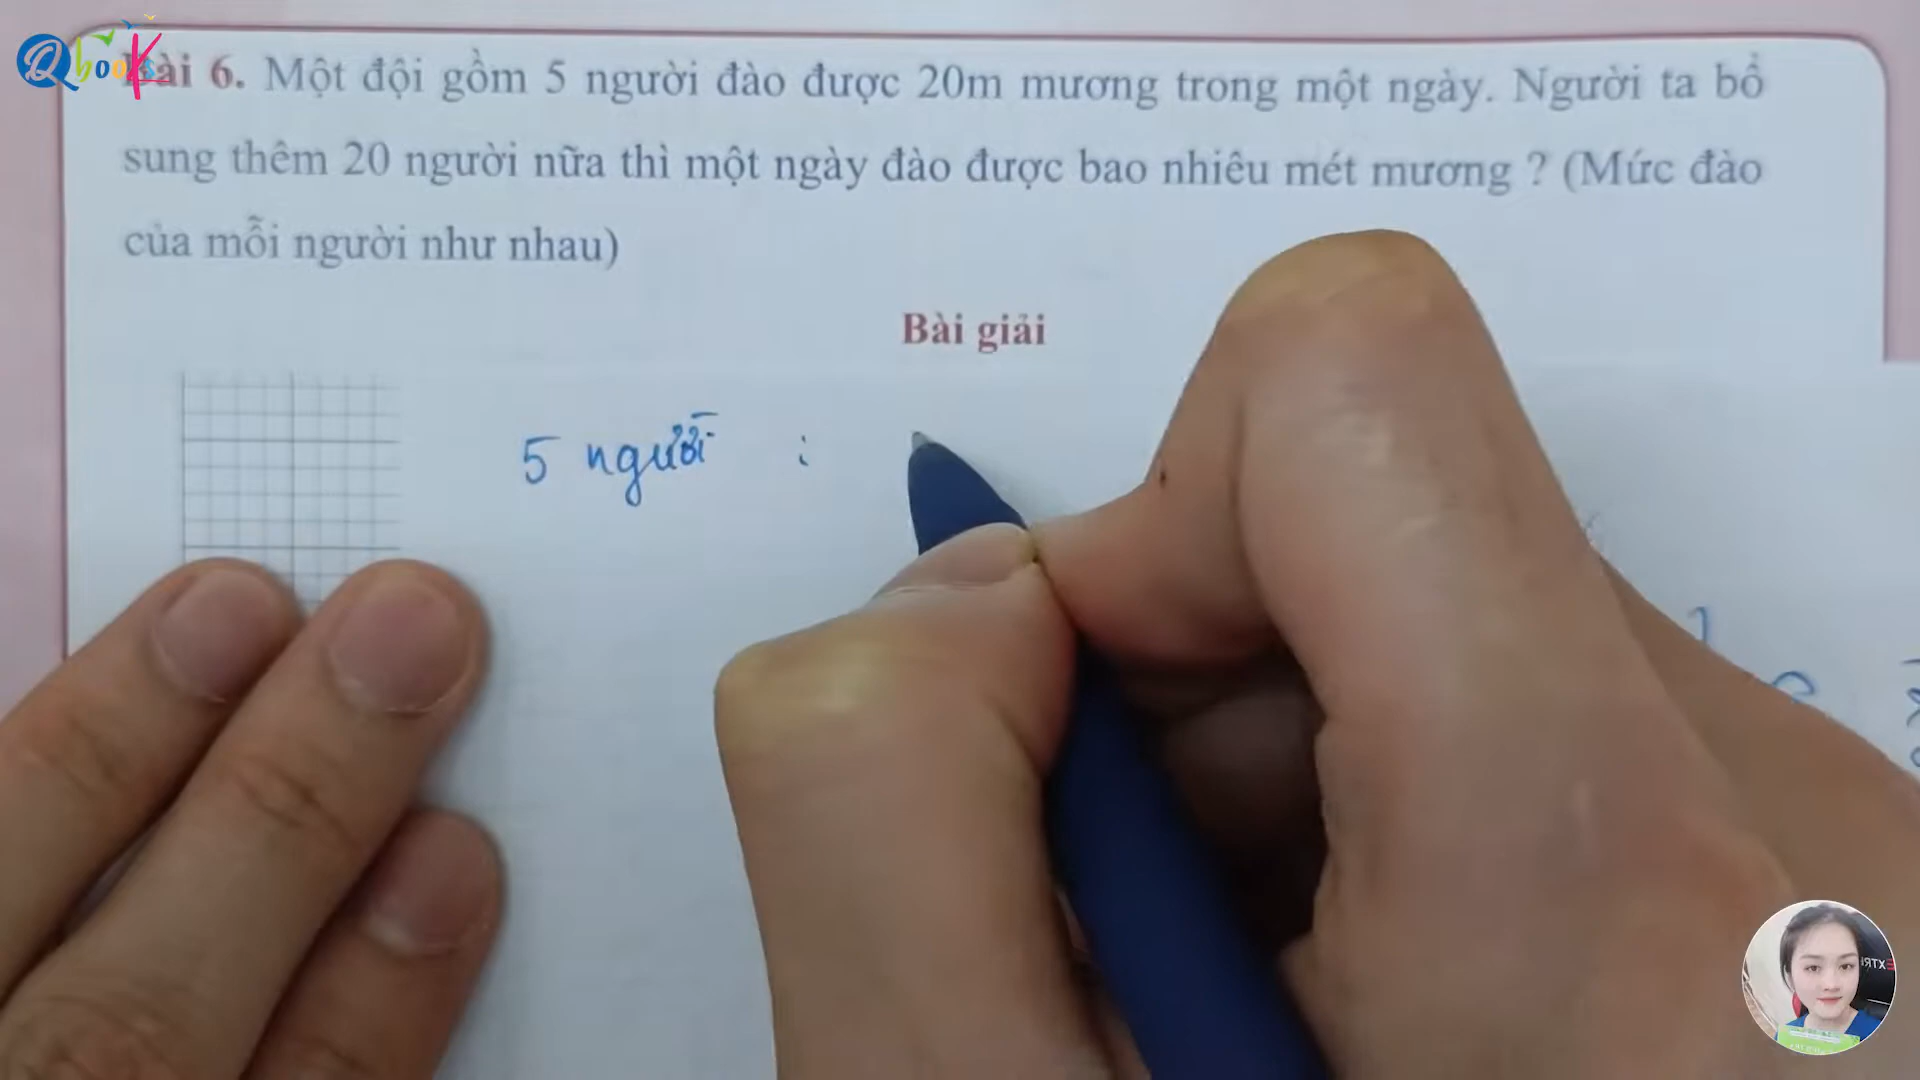 Qbooks
Bài 6. Một đội gồm 5 người đào được 20m mương trong một ngày. Người ta bổ
sung thêm 20 người nữa thì một ngày đào được bao nhiêu mét mương ? (Mức đào
của mỗi người như nhau)
Bài giải
5 người :